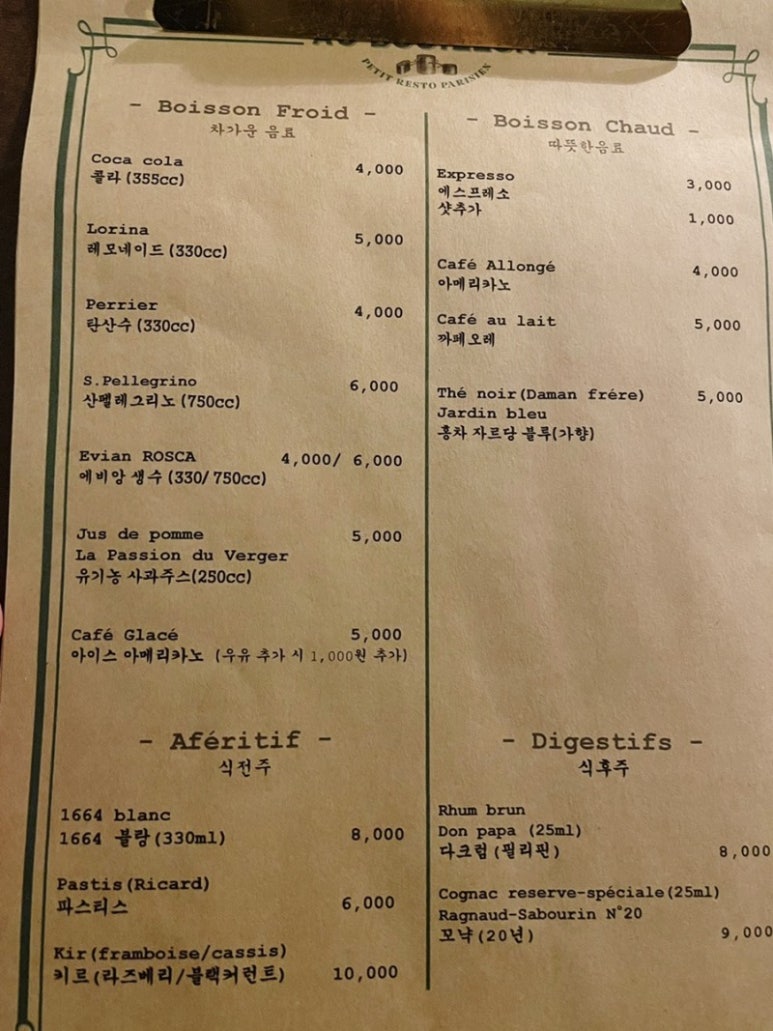 PETIT RESTO PARISIEN
- Boisson Froid -
차가운 음료
Coca cola 4,000
콜라 (355cc)
Lorina 5,000
레모네이드 (330cc)
Perrier 4,000
탄산수 (330cc)
S.Pellegrino 6,000
산펠레그리노 (750cc)
Evian ROSCA 4,000/ 6,000
에비앙 생수 (330/ 750cc)
Jus de pomme 5,000
La Passion du Verger
유기농 사과주스(250cc)
Café Glacé 5,000
아이스 아메리카노 (우유 추가 시 1,000원 추가)
- Boisson Chaud -
따뜻한음료
Expresso 3,000
에스프레소
샷추가 1,000
Café Allongé 4,000
아메리카노
Café au lait 5,000
까페 오레
Thé noir(Daman frére) 5,000
Jardin bleu
홍차 자르당 블루(가향)
- Aféritif -
식전주
1664 blanc
1664 블랑 (330ml) 8,000
Pastis(Ricard)
파스티스 6,000
Kir(framboise/cassis)
키르(라즈베리/블랙커런트) 10,000
- Digestifs -
식후주
Rhum brun
Don papa (25ml)
다크럼 (필리핀) 8,000
Cognac reserve-spéciale(25ml)
Ragnaud-Sabourin N°20
꼬냑 (20년) 9,000